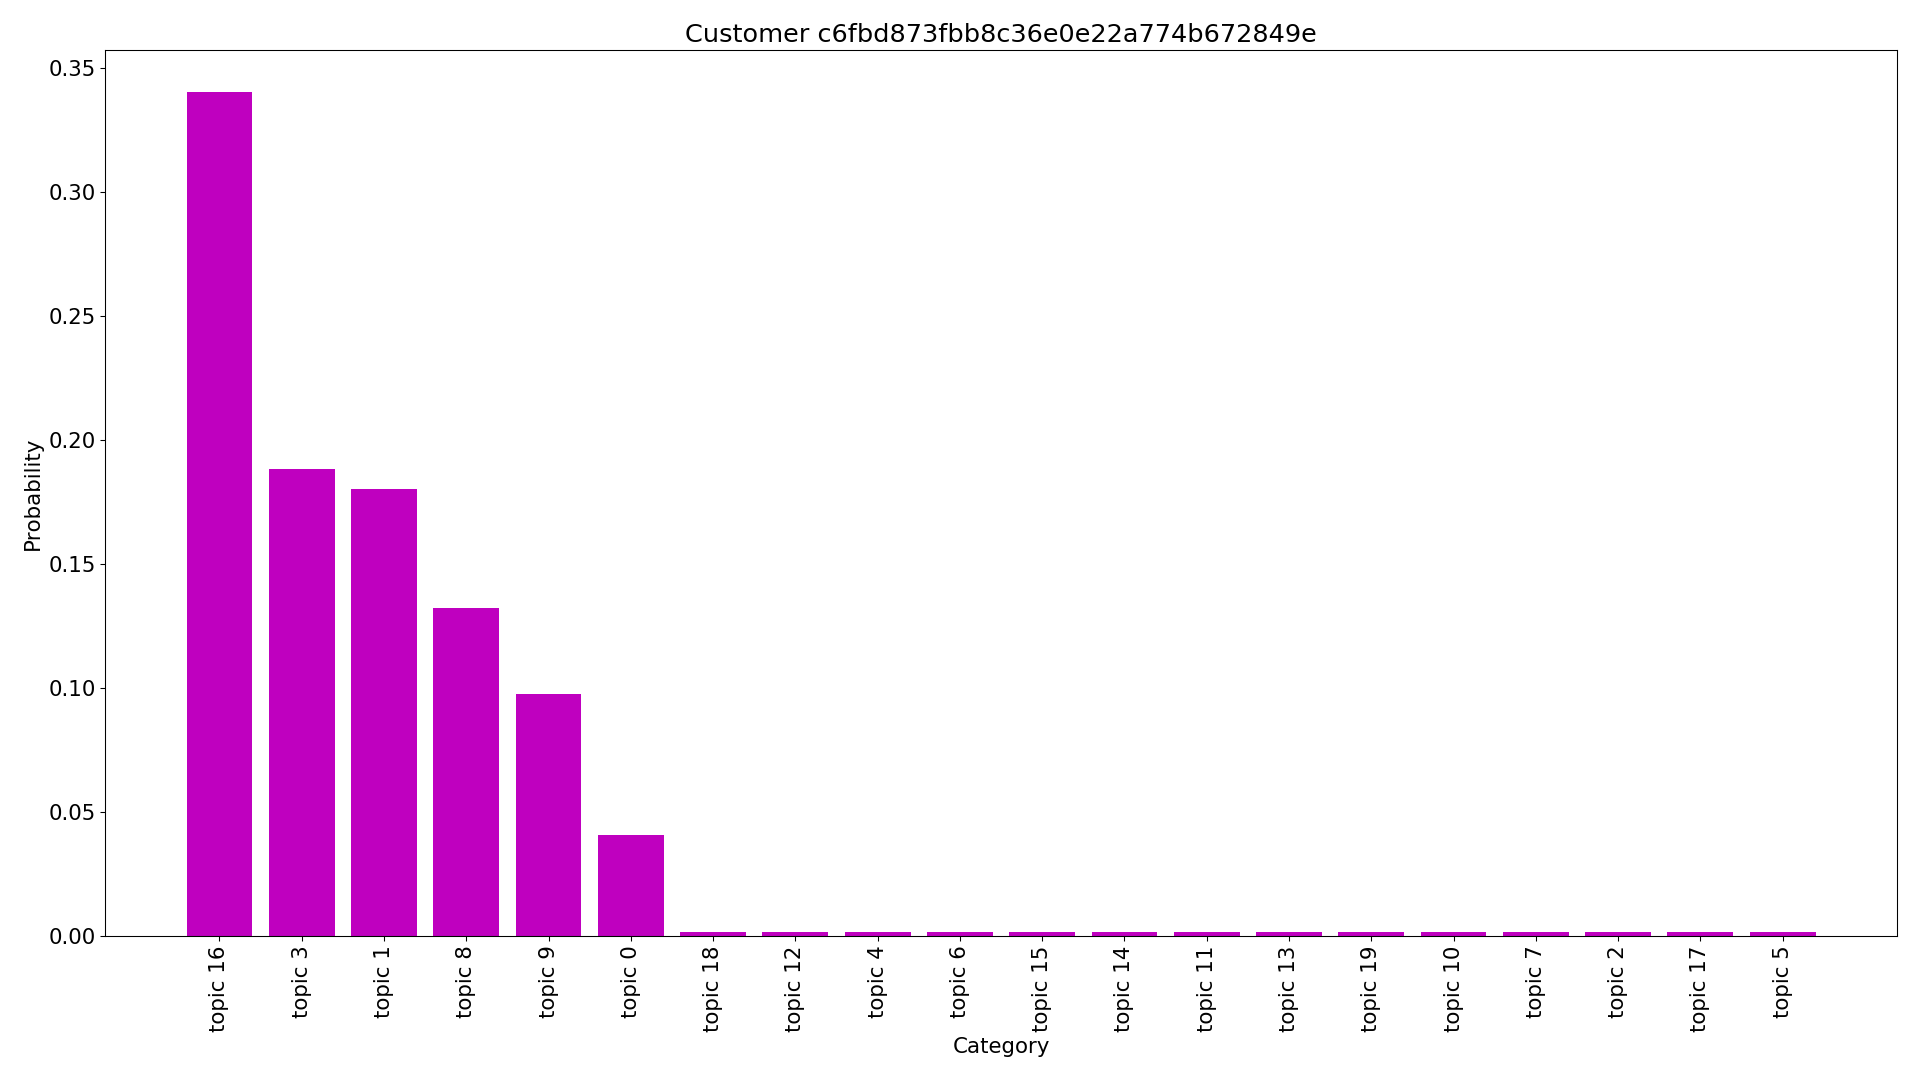 Customer c6fbd873fbb8c36e0e22a774b672849e
Probability
0.35
0.30
0.25
0.20
0.15
0.10
0.05
0.00
topic 16
topic 3
topic 1
topic 8
topic 9
topic 0
topic 18
topic 12
topic 4
topic 6
topic 15
topic 14
topic 11
topic 13
topic 19
topic 10
topic 7
topic 2
topic 17
topic 5
Category